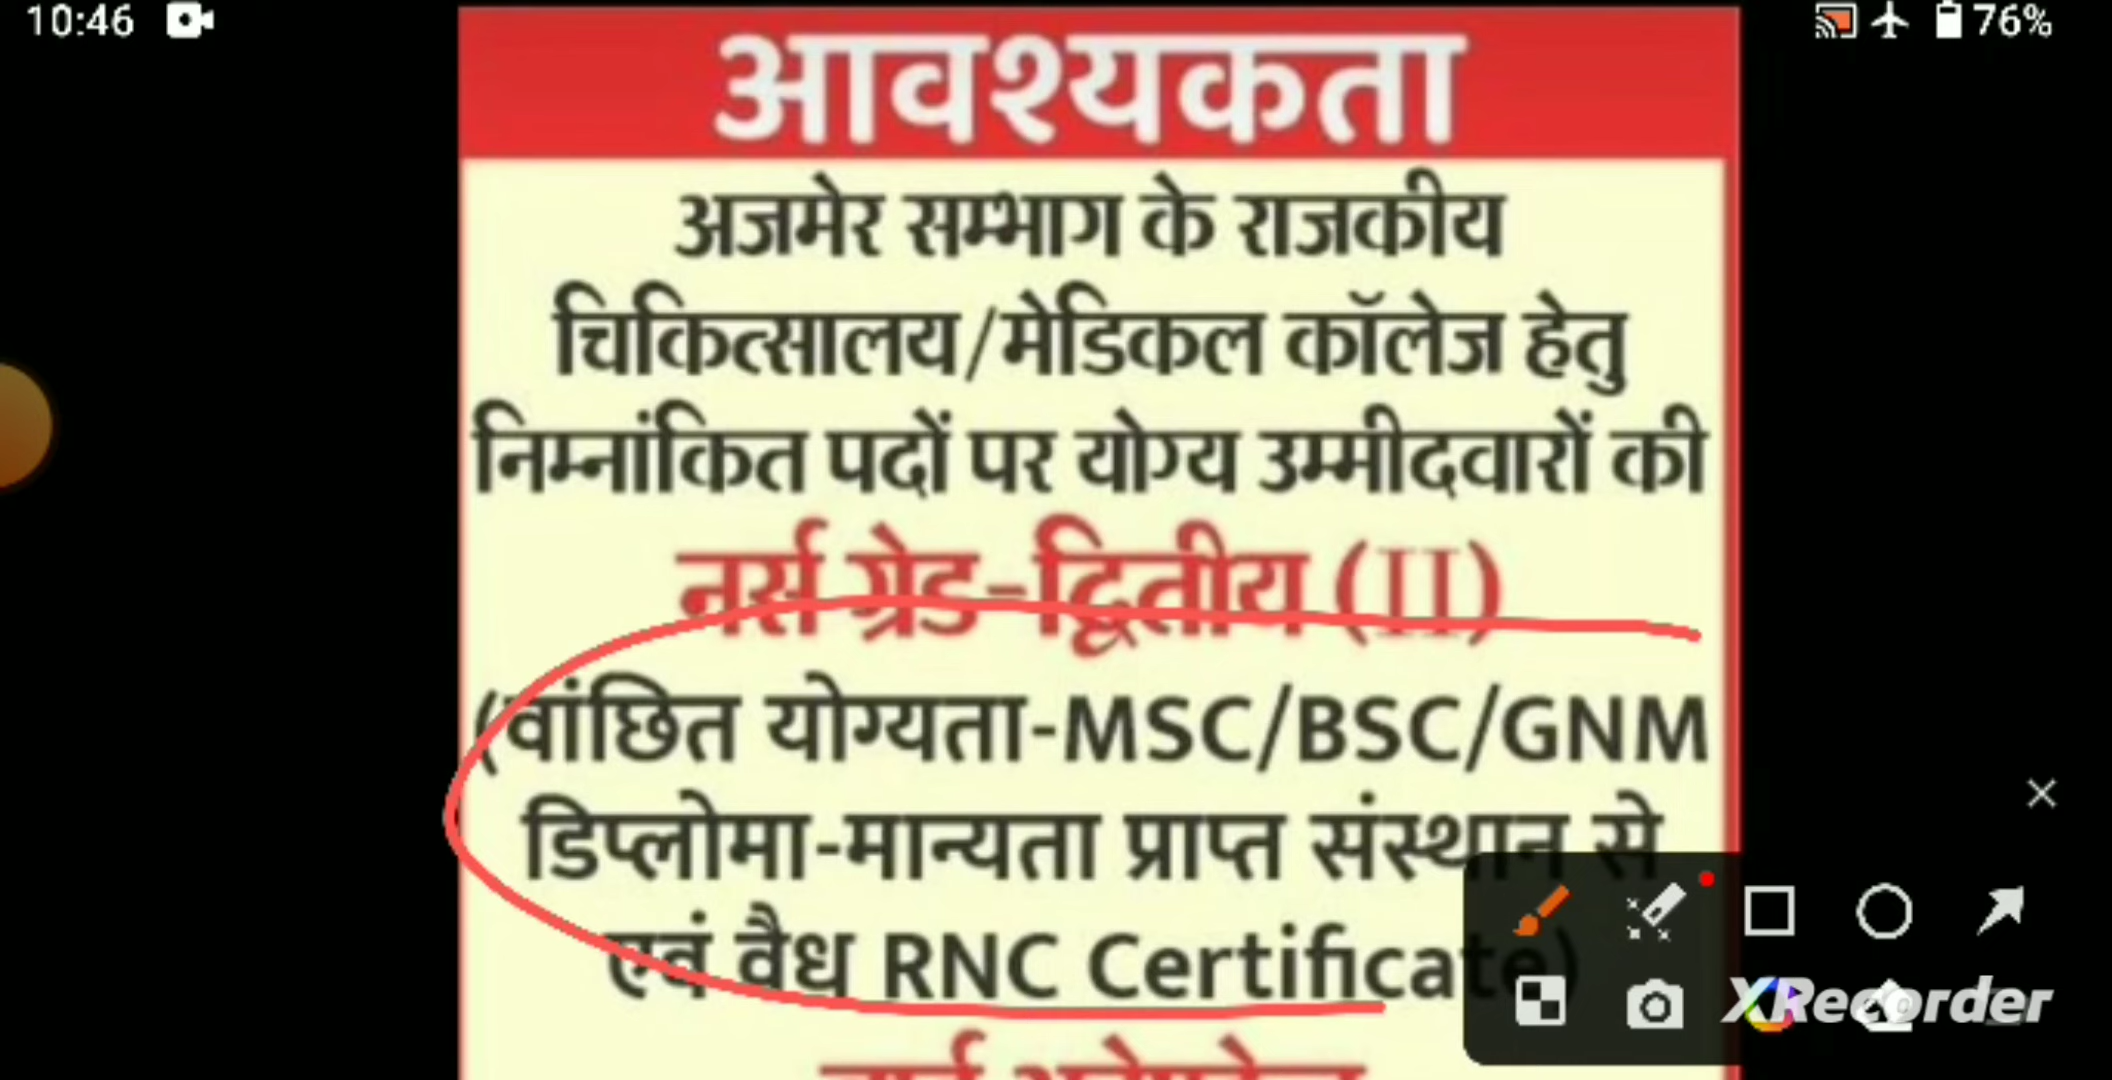 10:46
76%
आवश्यकता
अजमेर सम्भाग के राजकीय
चिकित्सालय/मेडिकल कॉलेज हेतु
निम्नांकित पदों पर योग्य उम्मीदवारों की
नर्स ग्रेड-द्वितीय (II)
(वांछित योग्यता-MSC/BSC/GNM
डिप्लोमा-मान्यता प्राप्त संस्थान से
एवं वैध RNC Certificate)
XRecorder